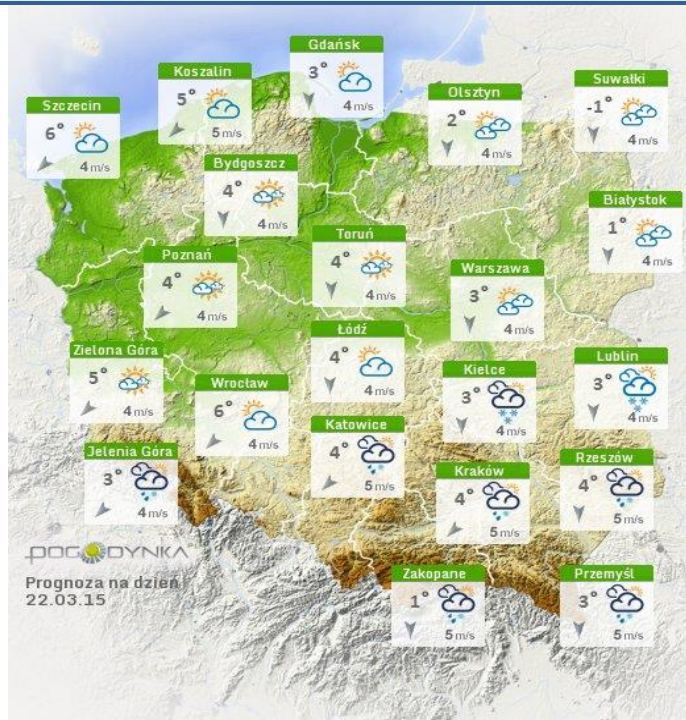 Gdańsk
3°
4 m/s
Koszalin
5°
5 m/s
Szczecin
6°
4 m/s
Olsztyn
2°
4 m/s
Suwałki
-1°
4 m/s
Bydgoszcz
4°
4 m/s
Białystok
1°
4 m/s
Toruń
4°
4 m/s
Poznań
4°
4 m/s
Warszawa
3°
4 m/s
Łódź
4°
4 m/s
Zielona Góra
5°
4 m/s
Wrocław
6°
4 m/s
Kielce
3°
4 m/s
Lublin
3°
4 m/s
Katowice
4°
5 m/s
Jelenia Góra
3°
4 m/s
Kraków
4°
5 m/s
Rzeszów
4°
5 m/s
POGODYNKA
Prognoza na dzień
22.03.15
Zakopane
1°
5 m/s
Przemyśl
3°
5 m/s